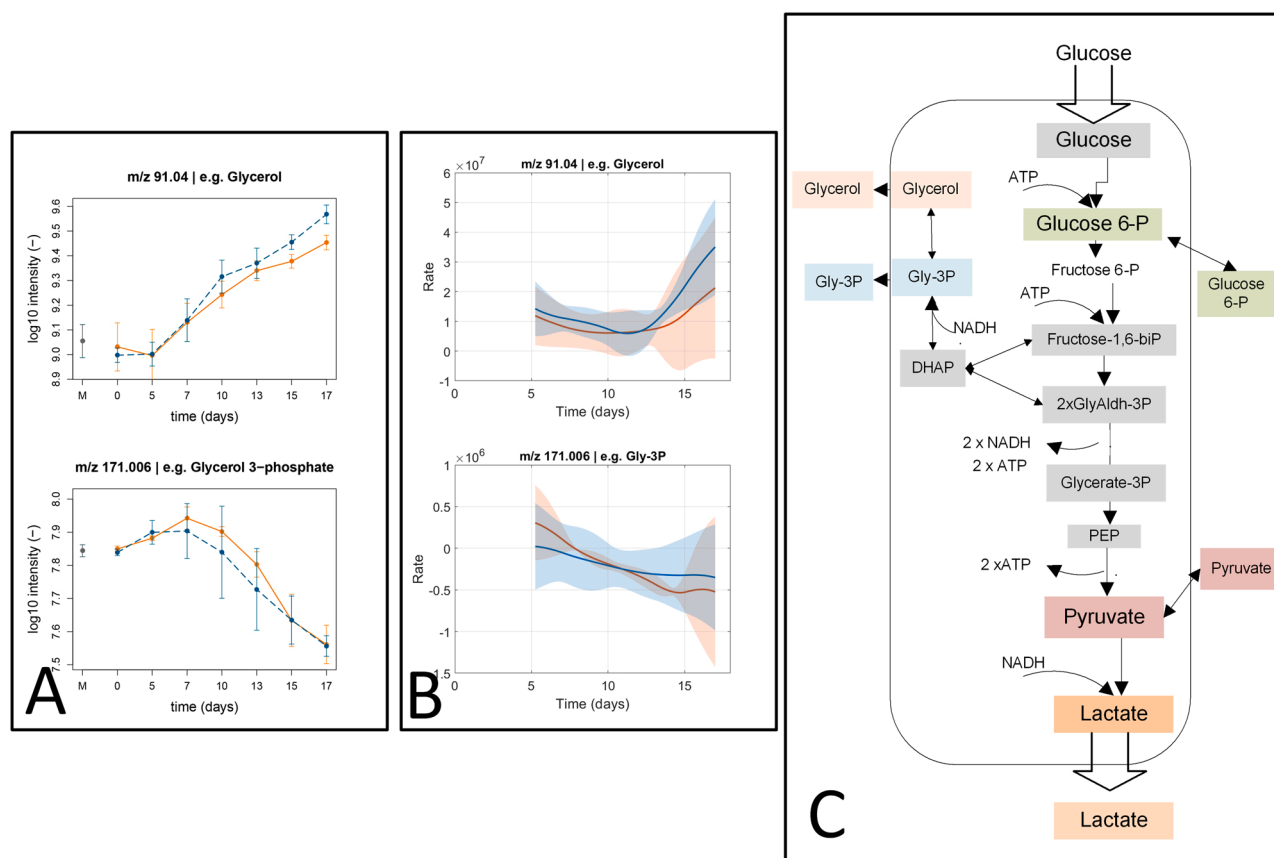 m/z 91.04 | e.g. Glycerol
log10 intensity (−)
9.6
9.5
9.4
9.3
9.2
9.1
9.0
8.9
M 0 5 7 10 13 15 17
time (days)
m/z 171.006 | e.g. Glycerol 3−phosphate
log10 intensity (−)
8.0
7.9
7.8
7.7
7.6
7.5
M 0 5 7 10 13 15 17
time (days)
A
×10^7
m/z 91.04 | e.g. Glycerol
Rate
6
5
4
3
2
1
0
-1
0 5 10 15
Time (days)
×10^6
m/z 171.006 | e.g. Gly-3P
Rate
1
0.5
0
-0.5
-1
-1.5
0 5 10 15
Time (days)
B
Glucose
Glucose
ATP
Glycerol
Glycerol
Glucose 6-P
Gly-3P
Gly-3P
Fructose 6-P
Glucose
6-P
ATP
NADH
Fructose-1,6-biP
DHAP
2xGlyAldh-3P
2 x NADH
2 x ATP
Glycerate-3P
PEP
2 xATP
Pyruvate
Pyruvate
NADH
Lactate
Lactate
C